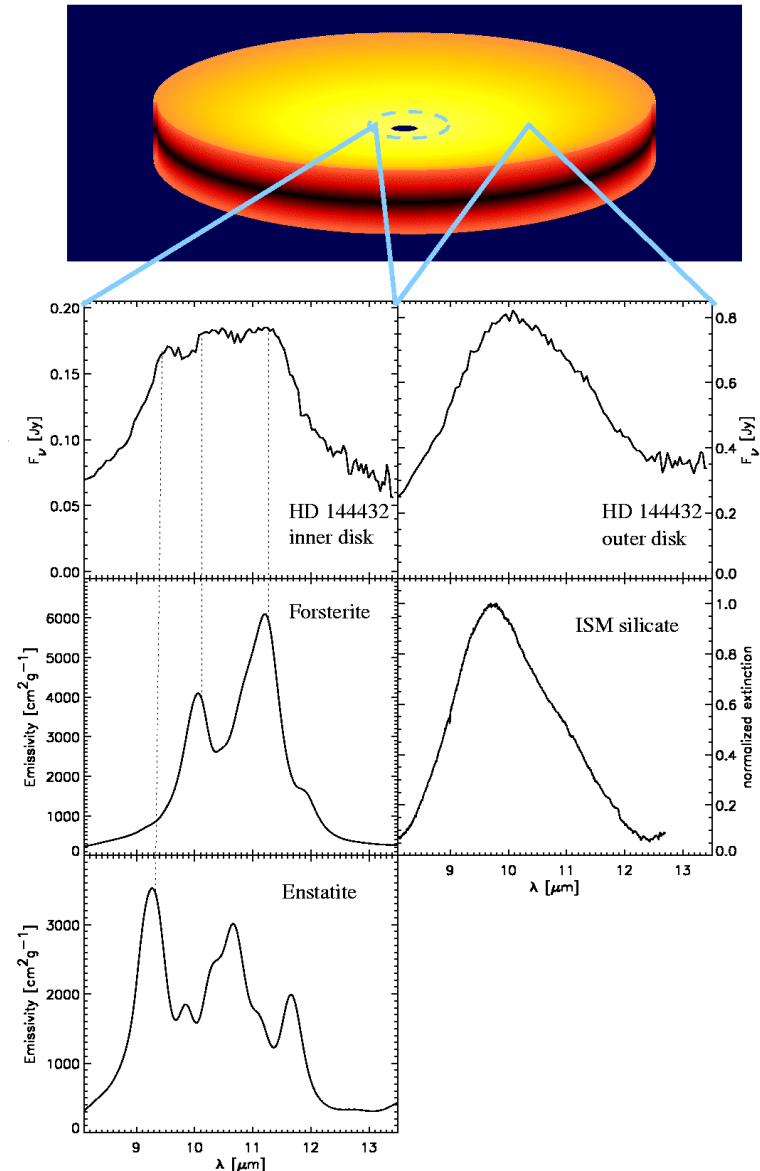 0.20
0.15
0.10
0.05
0.00
F_ν [Jy]
HD 144432
inner disk
0.8
0.6
0.4
0.2
0.0
F_ν [Jy]
HD 144432
outer disk
6000
5000
4000
3000
2000
1000
0
Emissivity [cm²g⁻¹]
Forsterite
1.0
0.8
0.6
0.4
0.2
0.0
normalized extinction
ISM silicate
9 10 11 12 13
λ [μm]
3000
2000
1000
0
Emissivity [cm²g⁻¹]
Enstatite
9 10 11 12 13
λ [μm]